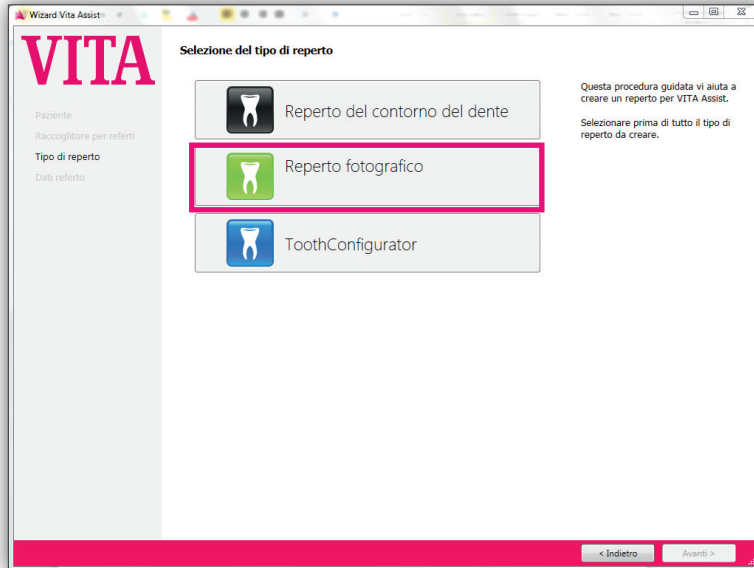 Wizard Vita Assist
VITA
Selezione del tipo di reperto
Paziente
Raccoglitore per referti
Tipo di reperto
Dati referto
Reperto del contorno del dente
Reperto fotografico
ToothConfigurator
Questa procedura guidata vi aiuta a
creare un reperto per VITA Assist.
Selezionare prima di tutto il tipo di
reperto da creare.
< Indietro
Avanti >